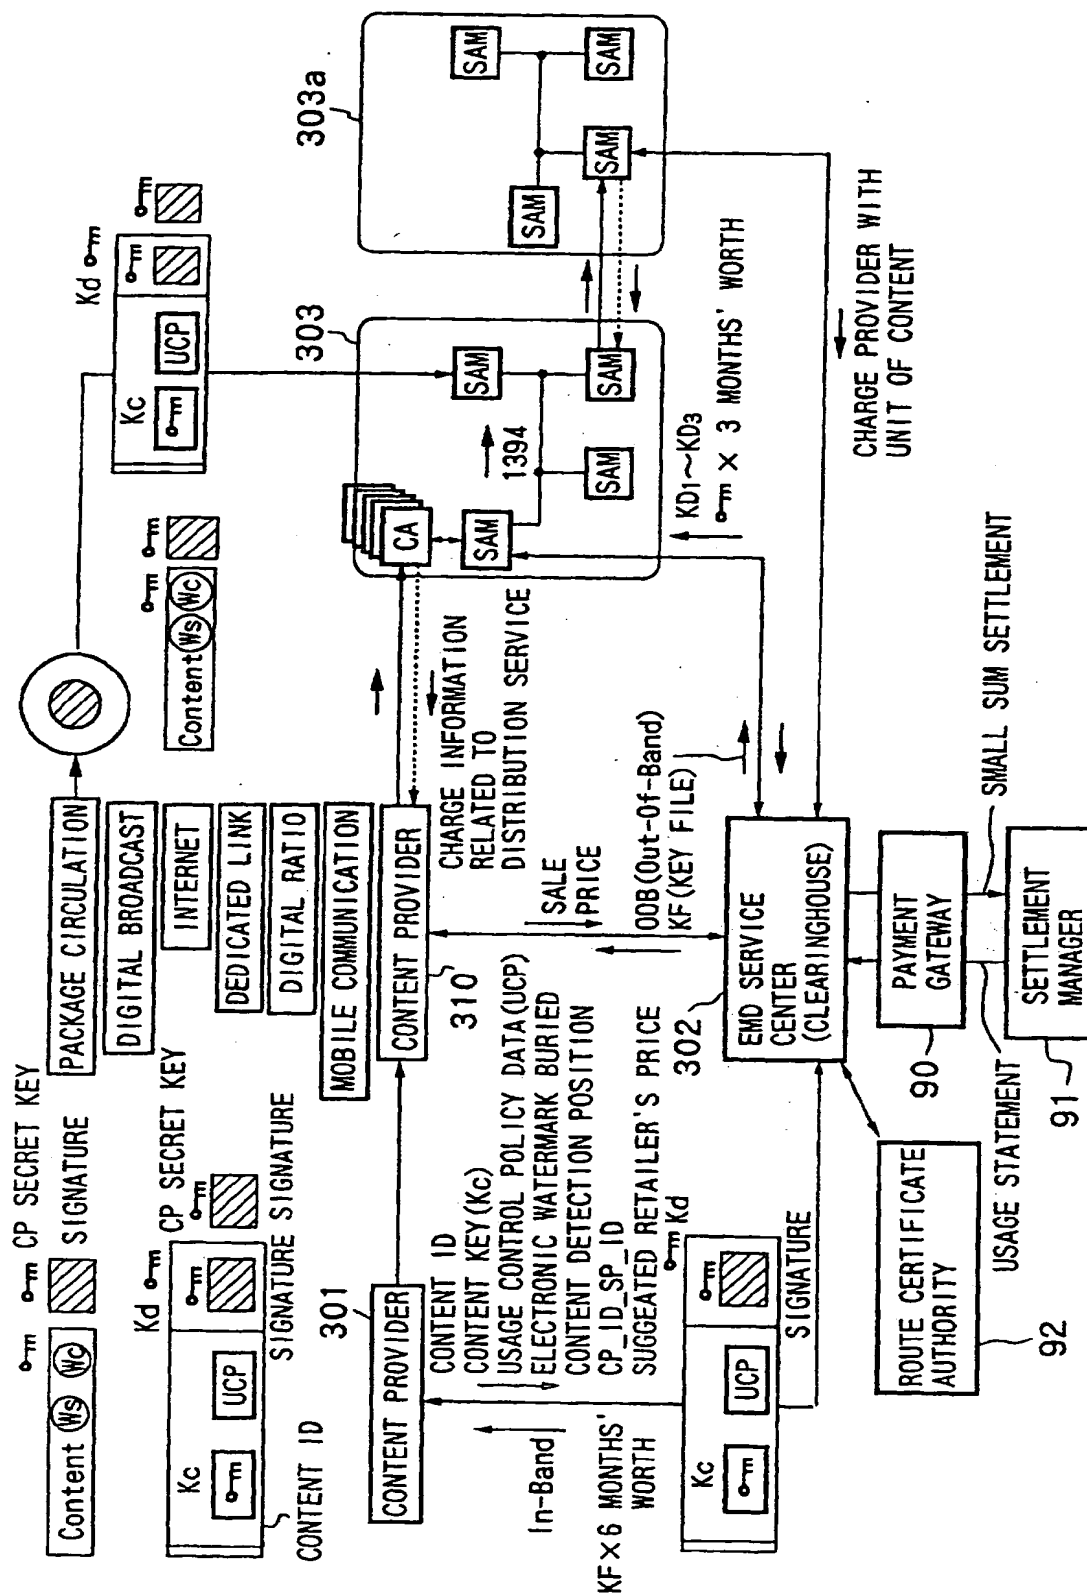 CP SECRET KEY
SIGNATURE
Content Ws Wc
Kd
CP SECRET KEY
Kc
UCP
SIGNATURE SIGNATURE
CONTENT ID
PACKAGE CIRCULATION
DIGITAL BROADCAST
INTERNET
DEDICATED LINK
DIGITAL RATIO
MOBILE COMMUNICATION
Content Ws Wc
Kd
Kc
UCP
301
CONTENT PROVIDER
CONTENT PROVIDER
310
CHARGE INFORMATION
RELATED TO
DISTRIBUTION SERVICE
303
CA
SAM
SAM
SAM
SAM
1394
303a
SAM
SAM
SAM
SAM
CONTENT ID
CONTENT KEY(Kc)
USAGE CONTROL POLICY DATA(UCP)
ELECTRONIC WATERMARK BURIED
CONTENT DETECTION POSITION
CP_ID_SP_ID
SUGGEATED RETAILER'S PRICE
In-Band
KF×6 MONTHS'
WORTH
SALE
PRICE
OOB(Out-Of-Band)
KF(KEY FILE)
KD1~KD3
× 3 MONTHS' WORTH
CHARGE PROVIDER WITH
UNIT OF CONTENT
Kd
Kc
UCP
SIGNATURE
302
EMD SERVICE
CENTER
(CLEARINGHOUSE)
PAYMENT
GATEWAY
90
SMALL SUM SETTLEMENT
USAGE STATEMENT
SETTLEMENT
MANAGER
91
ROUTE CERTIFICATE
AUTHORITY
92